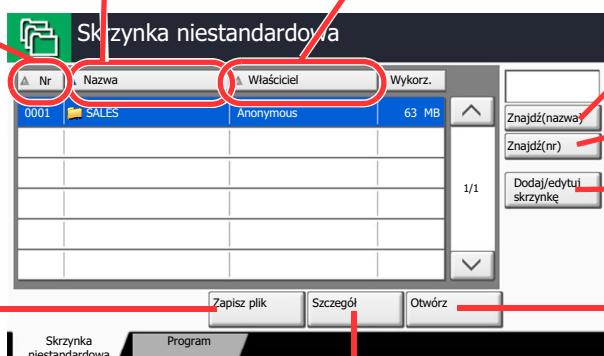 Skrzynka niestandardowa
Nr Nazwa Właściciel Wykorz.
0001 SALES Anonymous 63 MB
Znajdź(nazwa)
Znajdź(nr)
1/1
Dodaj/edytuj
skrzynkę
Zapisz plik Szczegół Otwórz
Skrzynka
niestandardowa
Program